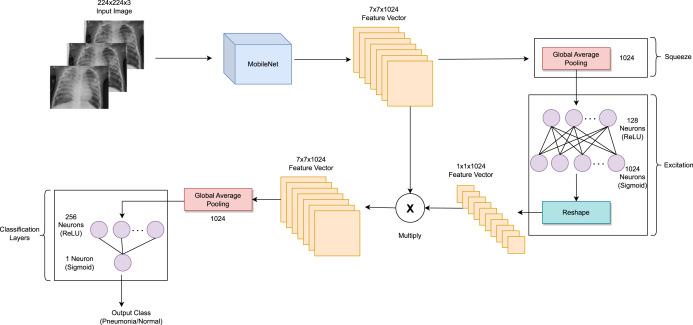 224x224x3
Input Image
MobileNet
7x7x1024
Feature Vector
Global Average
Pooling
1024
Squeeze
128
Neurons
(ReLU)
1024
Neurons
(Sigmoid)
Excitation
Reshape
1x1x1024
Feature Vector
X
Multiply
7x7x1024
Feature Vector
Global Average
Pooling
1024
Classification
Layers
256
Neurons
(ReLU)
1 Neuron
(Sigmoid)
Output Class
(Pneumonia/Normal)